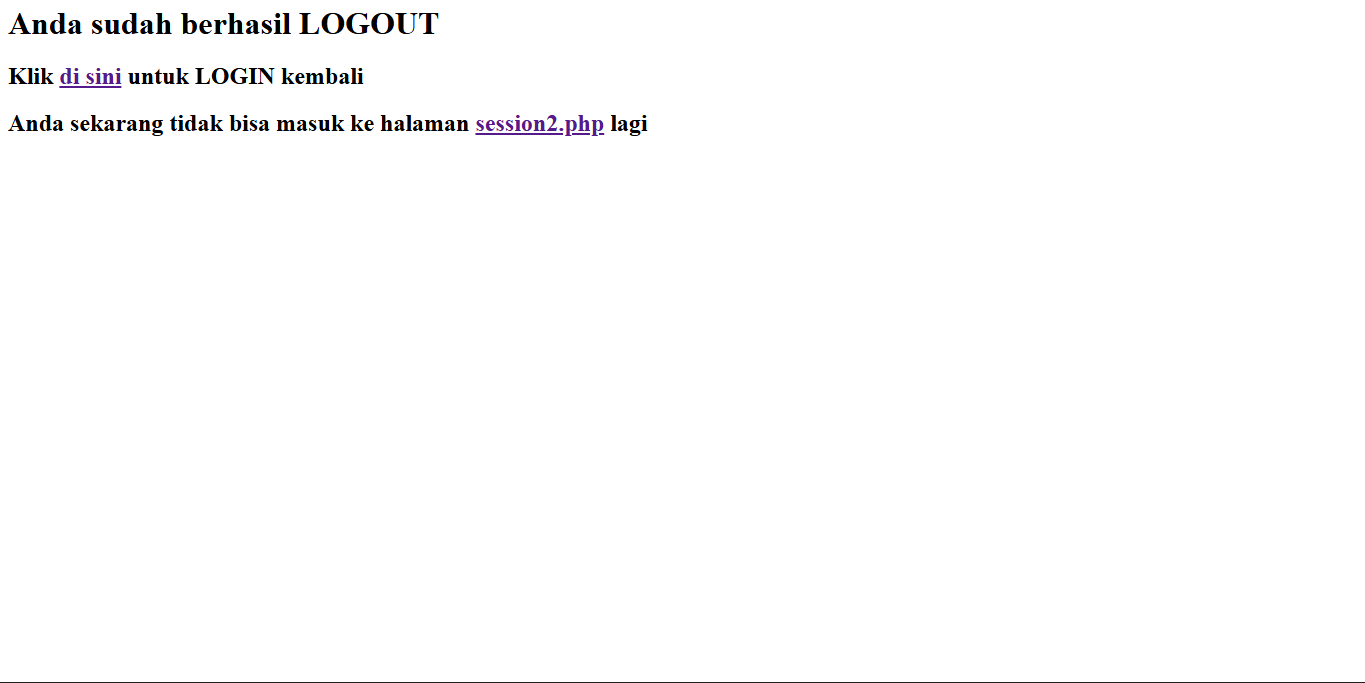 Anda sudah berhasil LOGOUT
Klik di sini untuk LOGIN kembali
Anda sekarang tidak bisa masuk ke halaman session2.php lagi